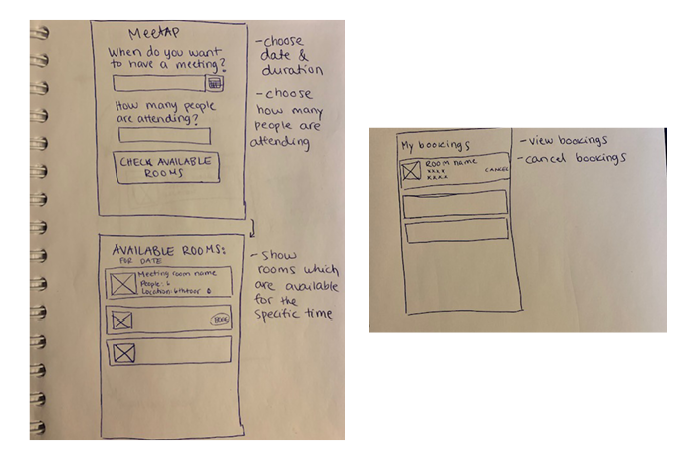 MeetAP
When do you want
to have a meeting?
How many people
are attending?
CHECK AVAILABLE
ROOMS
- choose
date &
duration
- choose
how many
people are
attending
AVAILABLE ROOMS:
FOR DATE
Meeting room name
People: 6
Location: 6th floor
BOOK
- Show
rooms which
are available
for the
specific time
My bookings
ROOM name
xxxx
CANCEL
xxxx
- view bookings
- cancel bookings